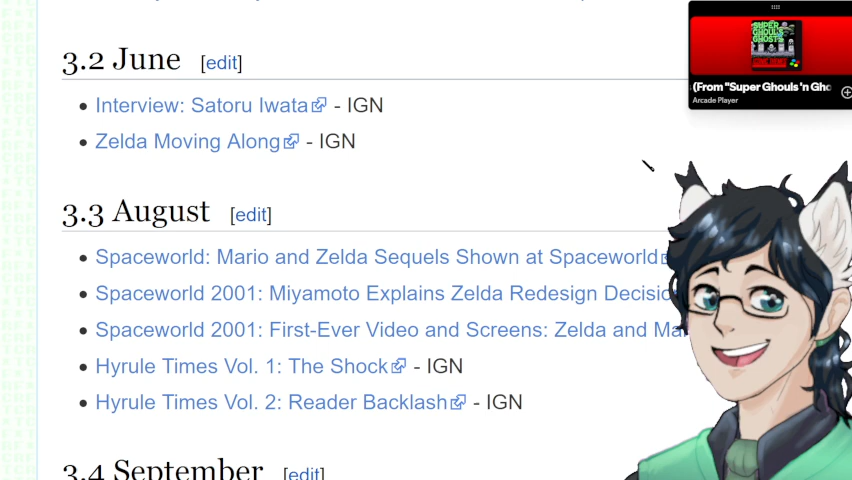 3.2 June [edit]
Interview: Satoru Iwata - IGN
Zelda Moving Along - IGN
3.3 August [edit]
Spaceworld: Mario and Zelda Sequels Shown at Spaceworld
Spaceworld 2001: Miyamoto Explains Zelda Redesign Decisio
Spaceworld 2001: First-Ever Video and Screens: Zelda and Ma
Hyrule Times Vol. 1: The Shock - IGN
Hyrule Times Vol. 2: Reader Backlash - IGN
3.4 September [edit]
SUPER
GHOULS
GHOST
(From "Super Ghouls 'n Gho
Arcade Player